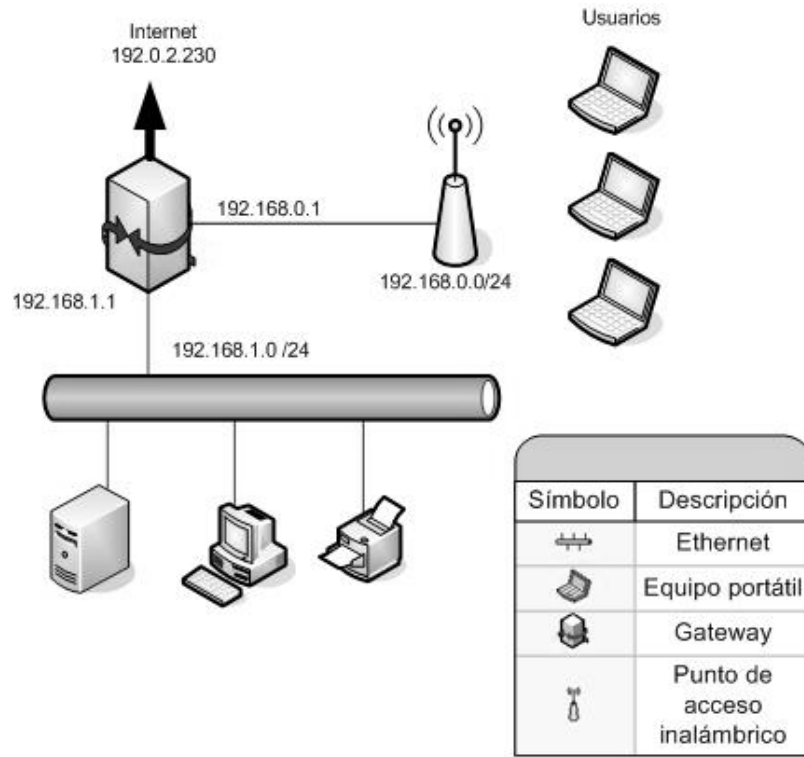 Internet
192.0.2.230
Usuarios
192.168.0.1
192.168.0.0/24
192.168.1.1
192.168.1.0 /24
Símbolo Descripción
Ethernet
Equipo portátil
Gateway
Punto de
acceso
inalámbrico